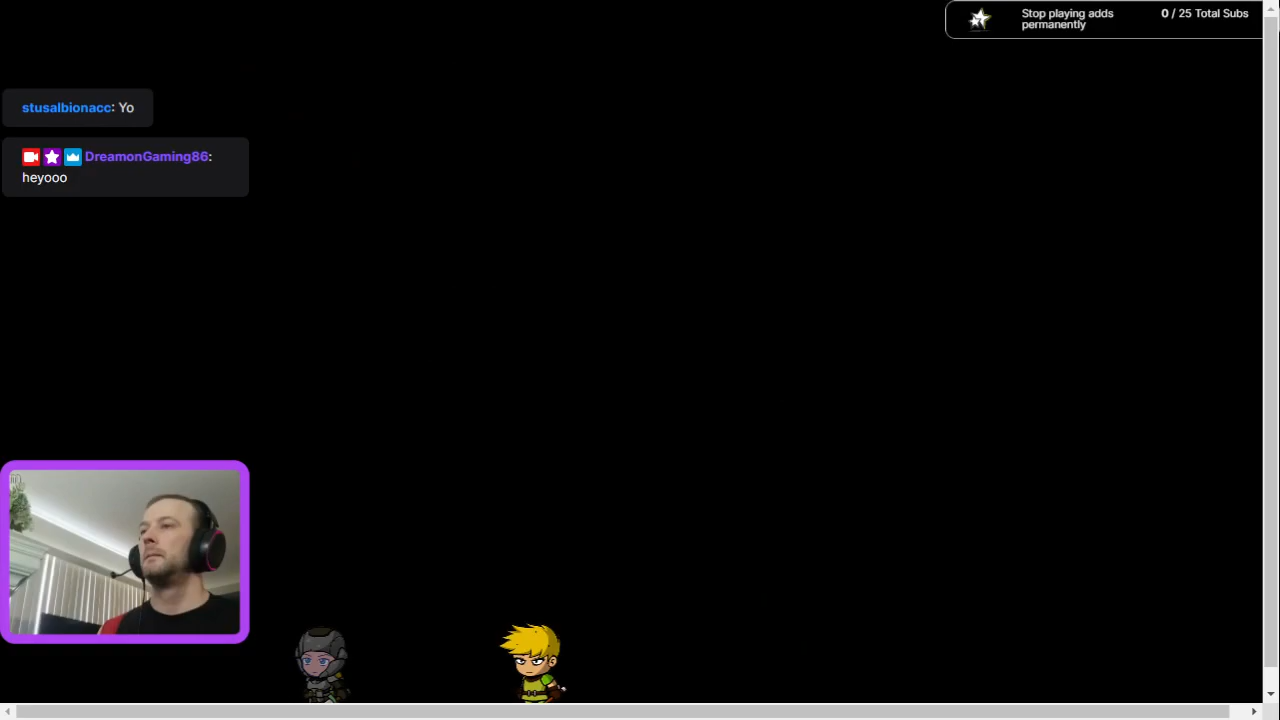 Stop playing adds
permanently
0 / 25 Total Subs
stusalbionacc: Yo
DreamonGaming86:
heyooo